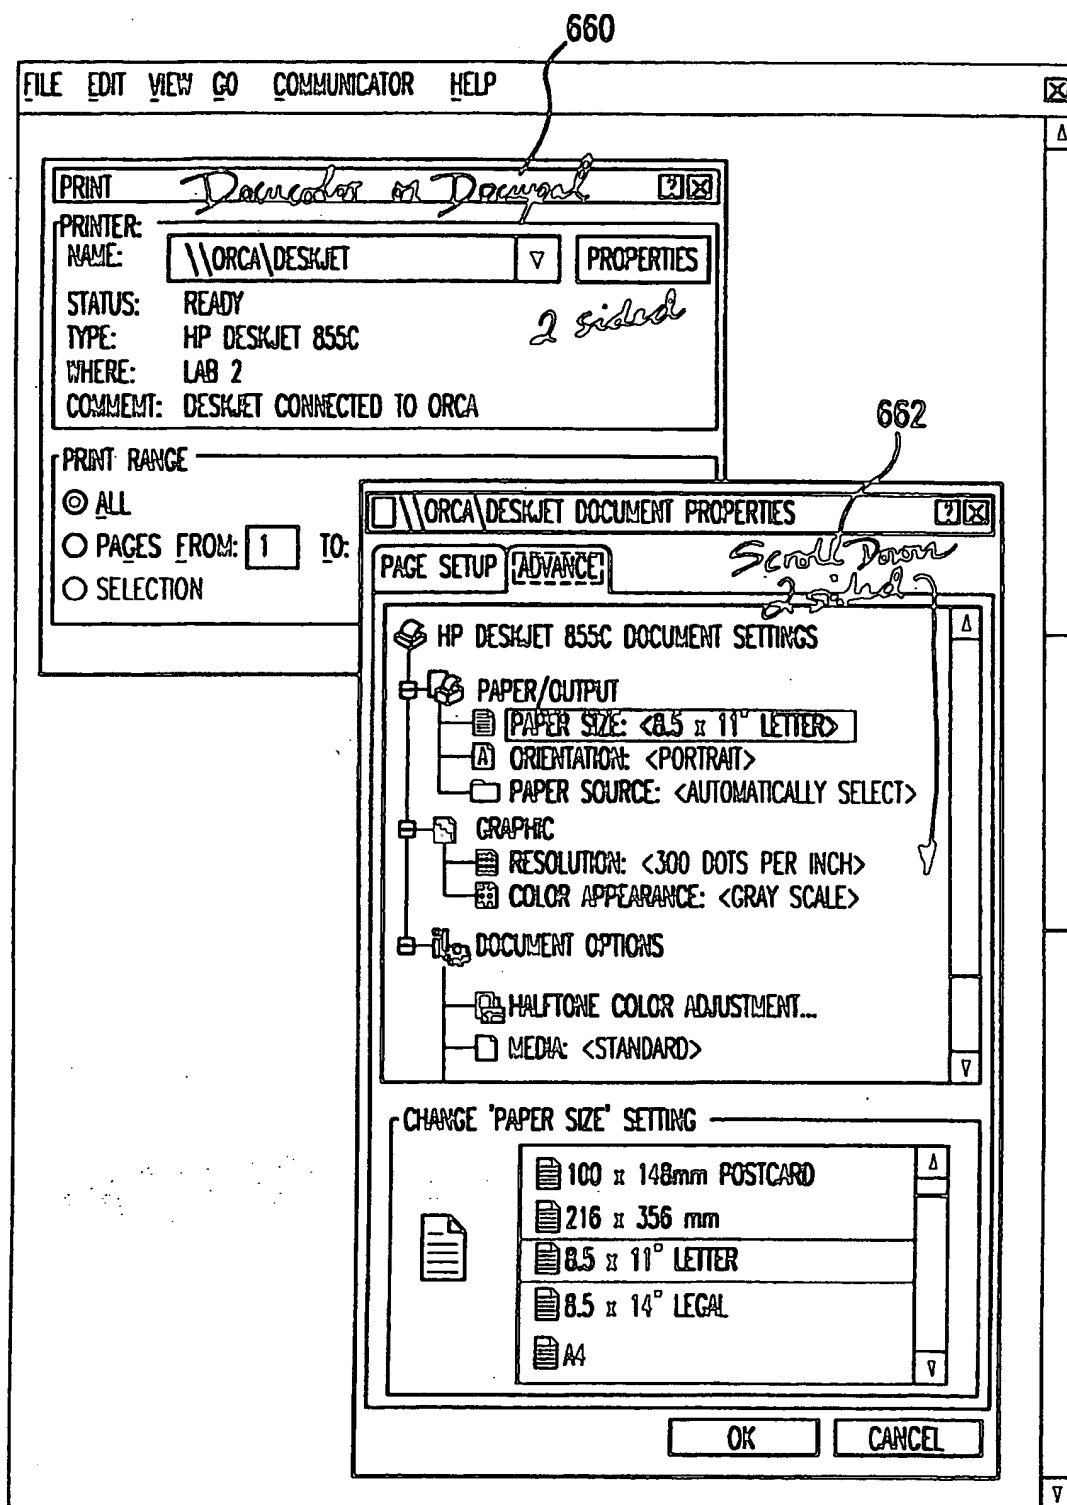 660
FILE EDIT VIEW GO COMMUNICATOR HELP
PRINT Docucolor or
PRINTER:
NAME: \\ORCA\DESKJET PROPERTIES
STATUS: READY
2 sided
TYPE: HP DESKJET 855C
WHERE: LAB 2
COMMEMT: DESKJET CONNECTED TO ORCA
662
PRINT RANGE
ALL
PAGES FROM: 1 TO:
SELECTION
\\ORCA\DESKJET DOCUMENT PROPERTIES
Scroll Down
2 sided
PAGE SETUP ADVANCE
HP DESKJET 855C DOCUMENT SETTINGS
PAPER/OUTPUT
PAPER SIZE: <8.5 x 11" LETTER>
ORIENTATION: <PORTRAIT>
PAPER SOURCE: <AUTOMATICALLY SELECT>
GRAPHIC
RESOLUTION: <300 DOTS PER INCH>
COLOR APPEARANCE: <GRAY SCALE>
DOCUMENT OPTIONS
HALFTONE COLOR ADJUSTMENT...
MEDIA: <STANDARD>
CHANGE 'PAPER SIZE' SETTING
100 x 148mm POSTCARD
216 x 356 mm
8.5 x 11" LETTER
8.5 x 14" LEGAL
A4
OK CANCEL